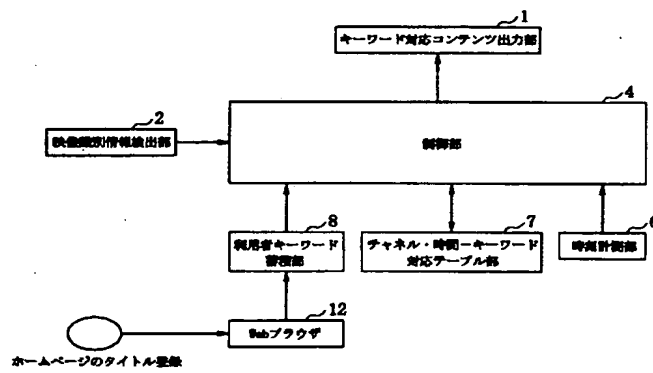 1
キーワード対応コンテンツ出力部
4
2
映像識別情報検出部
制御部
8
7
6
利用者キーワード
蓄積部
チャネル・時間ーキーワード
対応テーブル部
時刻計測部
12
Webブラウザ
ホームページのタイトル登録